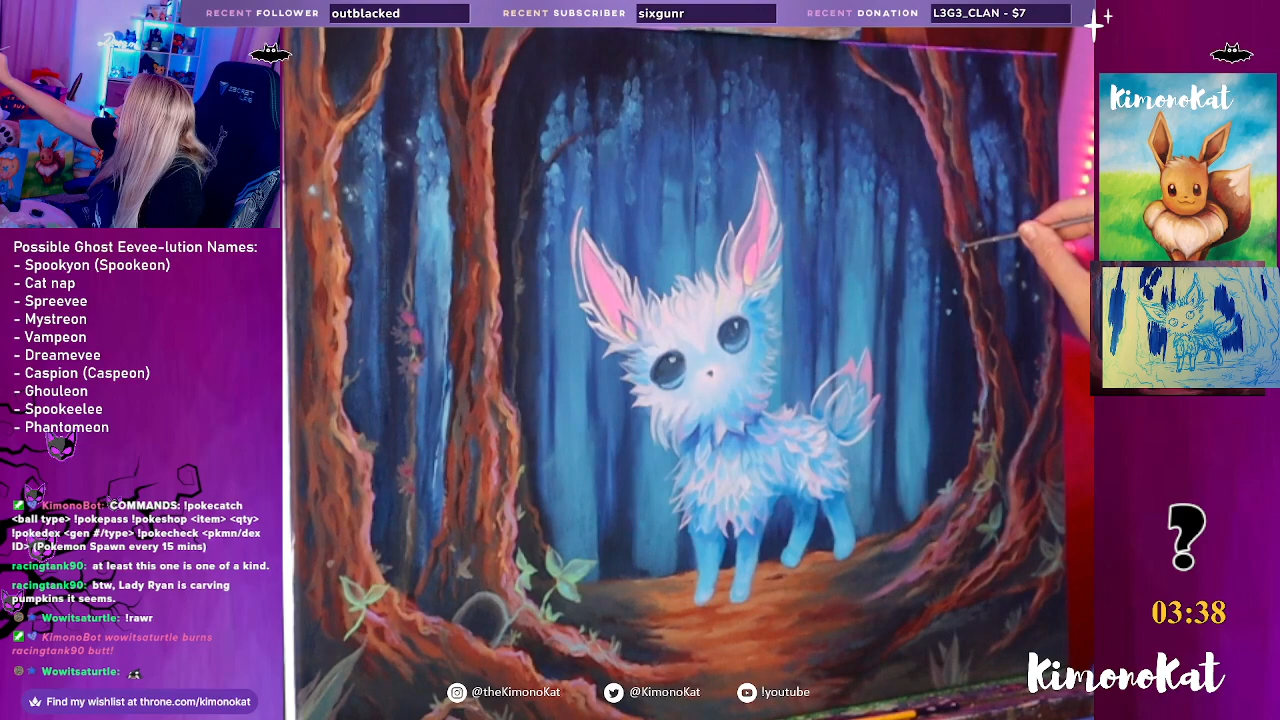 RECENT FOLLOWER outblacked RECENT SUBSCRIBER sixgunr RECENT DONATION L3G3_CLAN - $7
SECRET
LAB
KimonoKat
Possible Ghost Eevee-lution Names:
- Spookyon (Spookeon)
- Cat nap
- Spreevee
- Mystreon
- Vampeon
- Dreamevee
- Caspion (Caspeon)
- Ghouleon
- Spookeelee
- Phantomeon
KimonoBot: COMMANDS: !pokecatch
<ball type> !pokepass !pokeshop <item> <qty>
!pokedex <gen #/type> !pokecheck <pkmn/dex
ID> (Pokemon Spawn every 15 mins)
racingtank90: at least this one is one of a kind.
racingtank90: btw, Lady Ryan is carving
pumpkins it seems.
Wowitsaturtle: !rawr
KimonoBot wowitsaturtle burns
racingtank90 butt!
Wowitsaturtle:
Find my wishlist at throne.com/kimonokat
@theKimonoKat @KimonoKat !youtube
?
03:38
KimonoKat